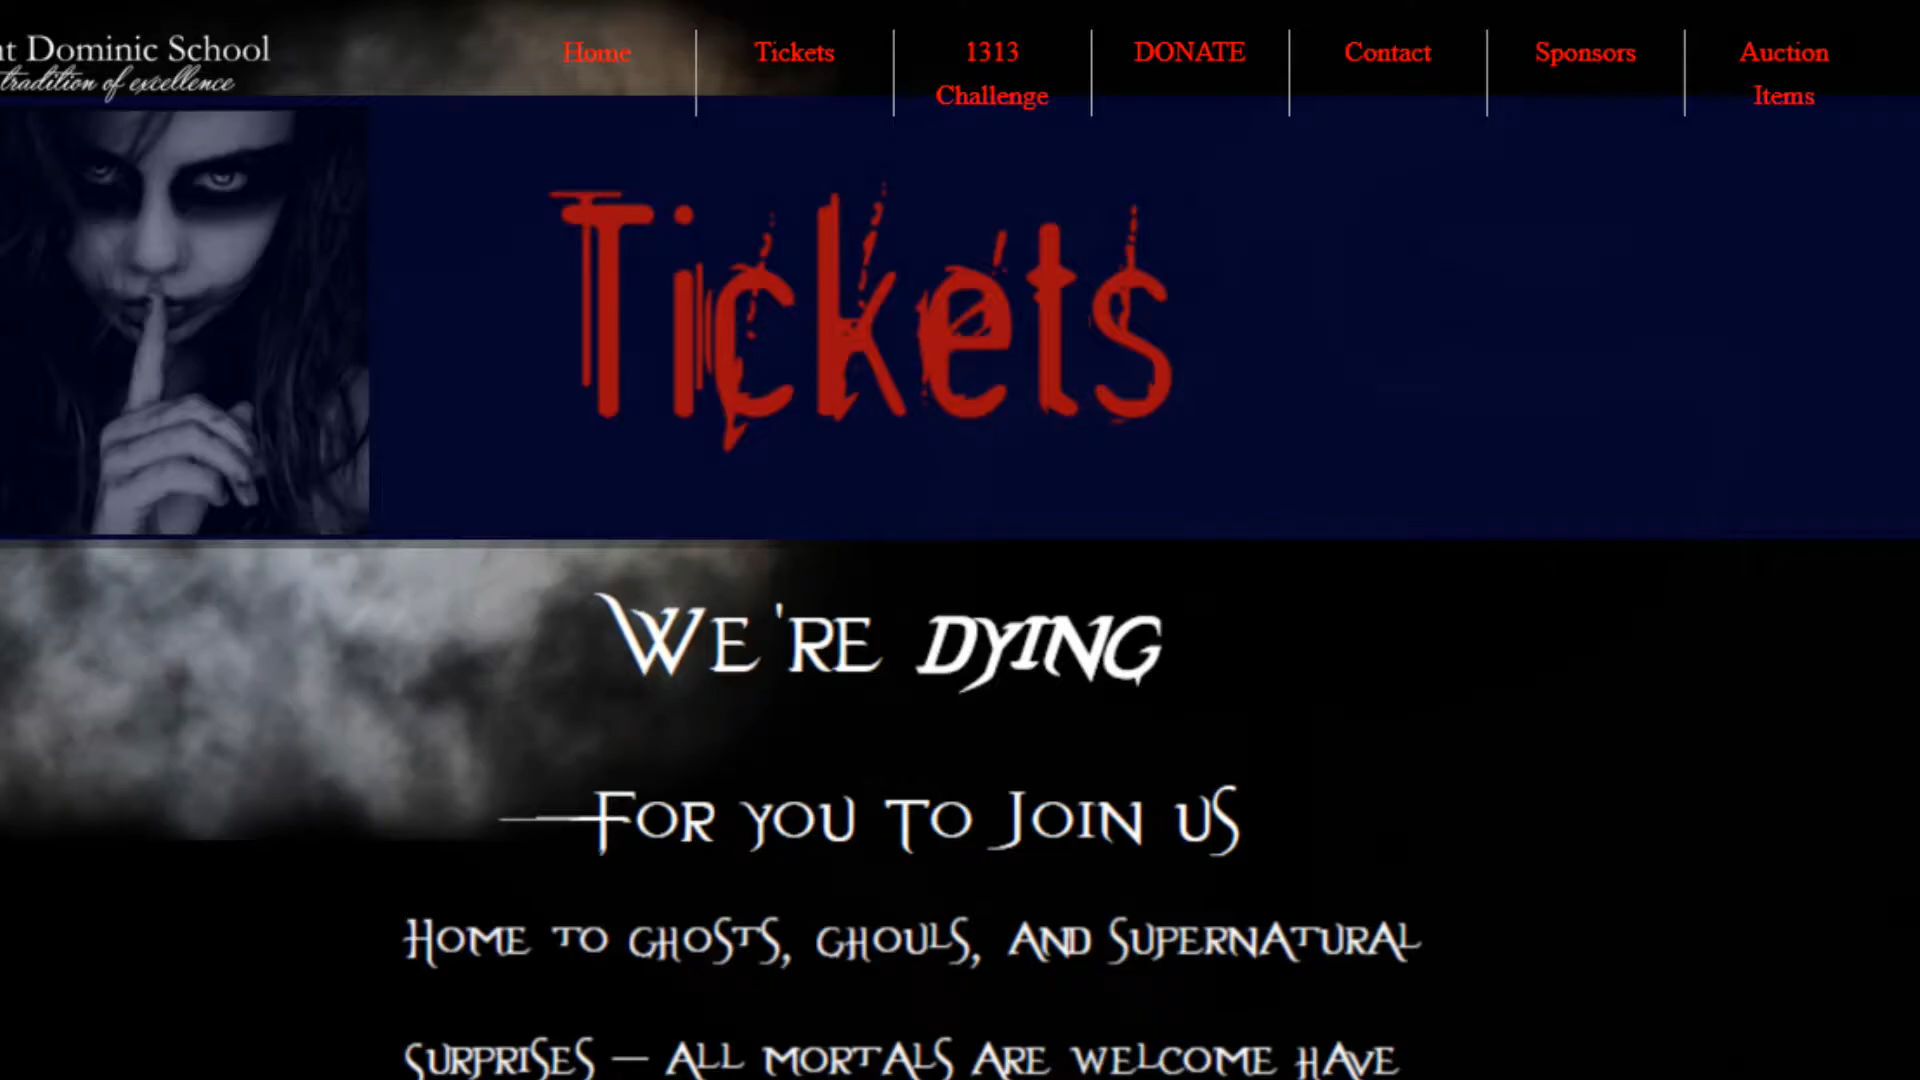 nt Dominic School
tradition of excellence
Home
Tickets
1313
Challenge
DONATE
Contact
Sponsors
Auction
Items
Tickets
WE'RE DYING
FOR YOU TO JOIN US
HOME TO GHOSTS, GHOULS, AND SUPERNATURAL
SURPRISES — ALL MORTALS ARE WELCOME HAVE